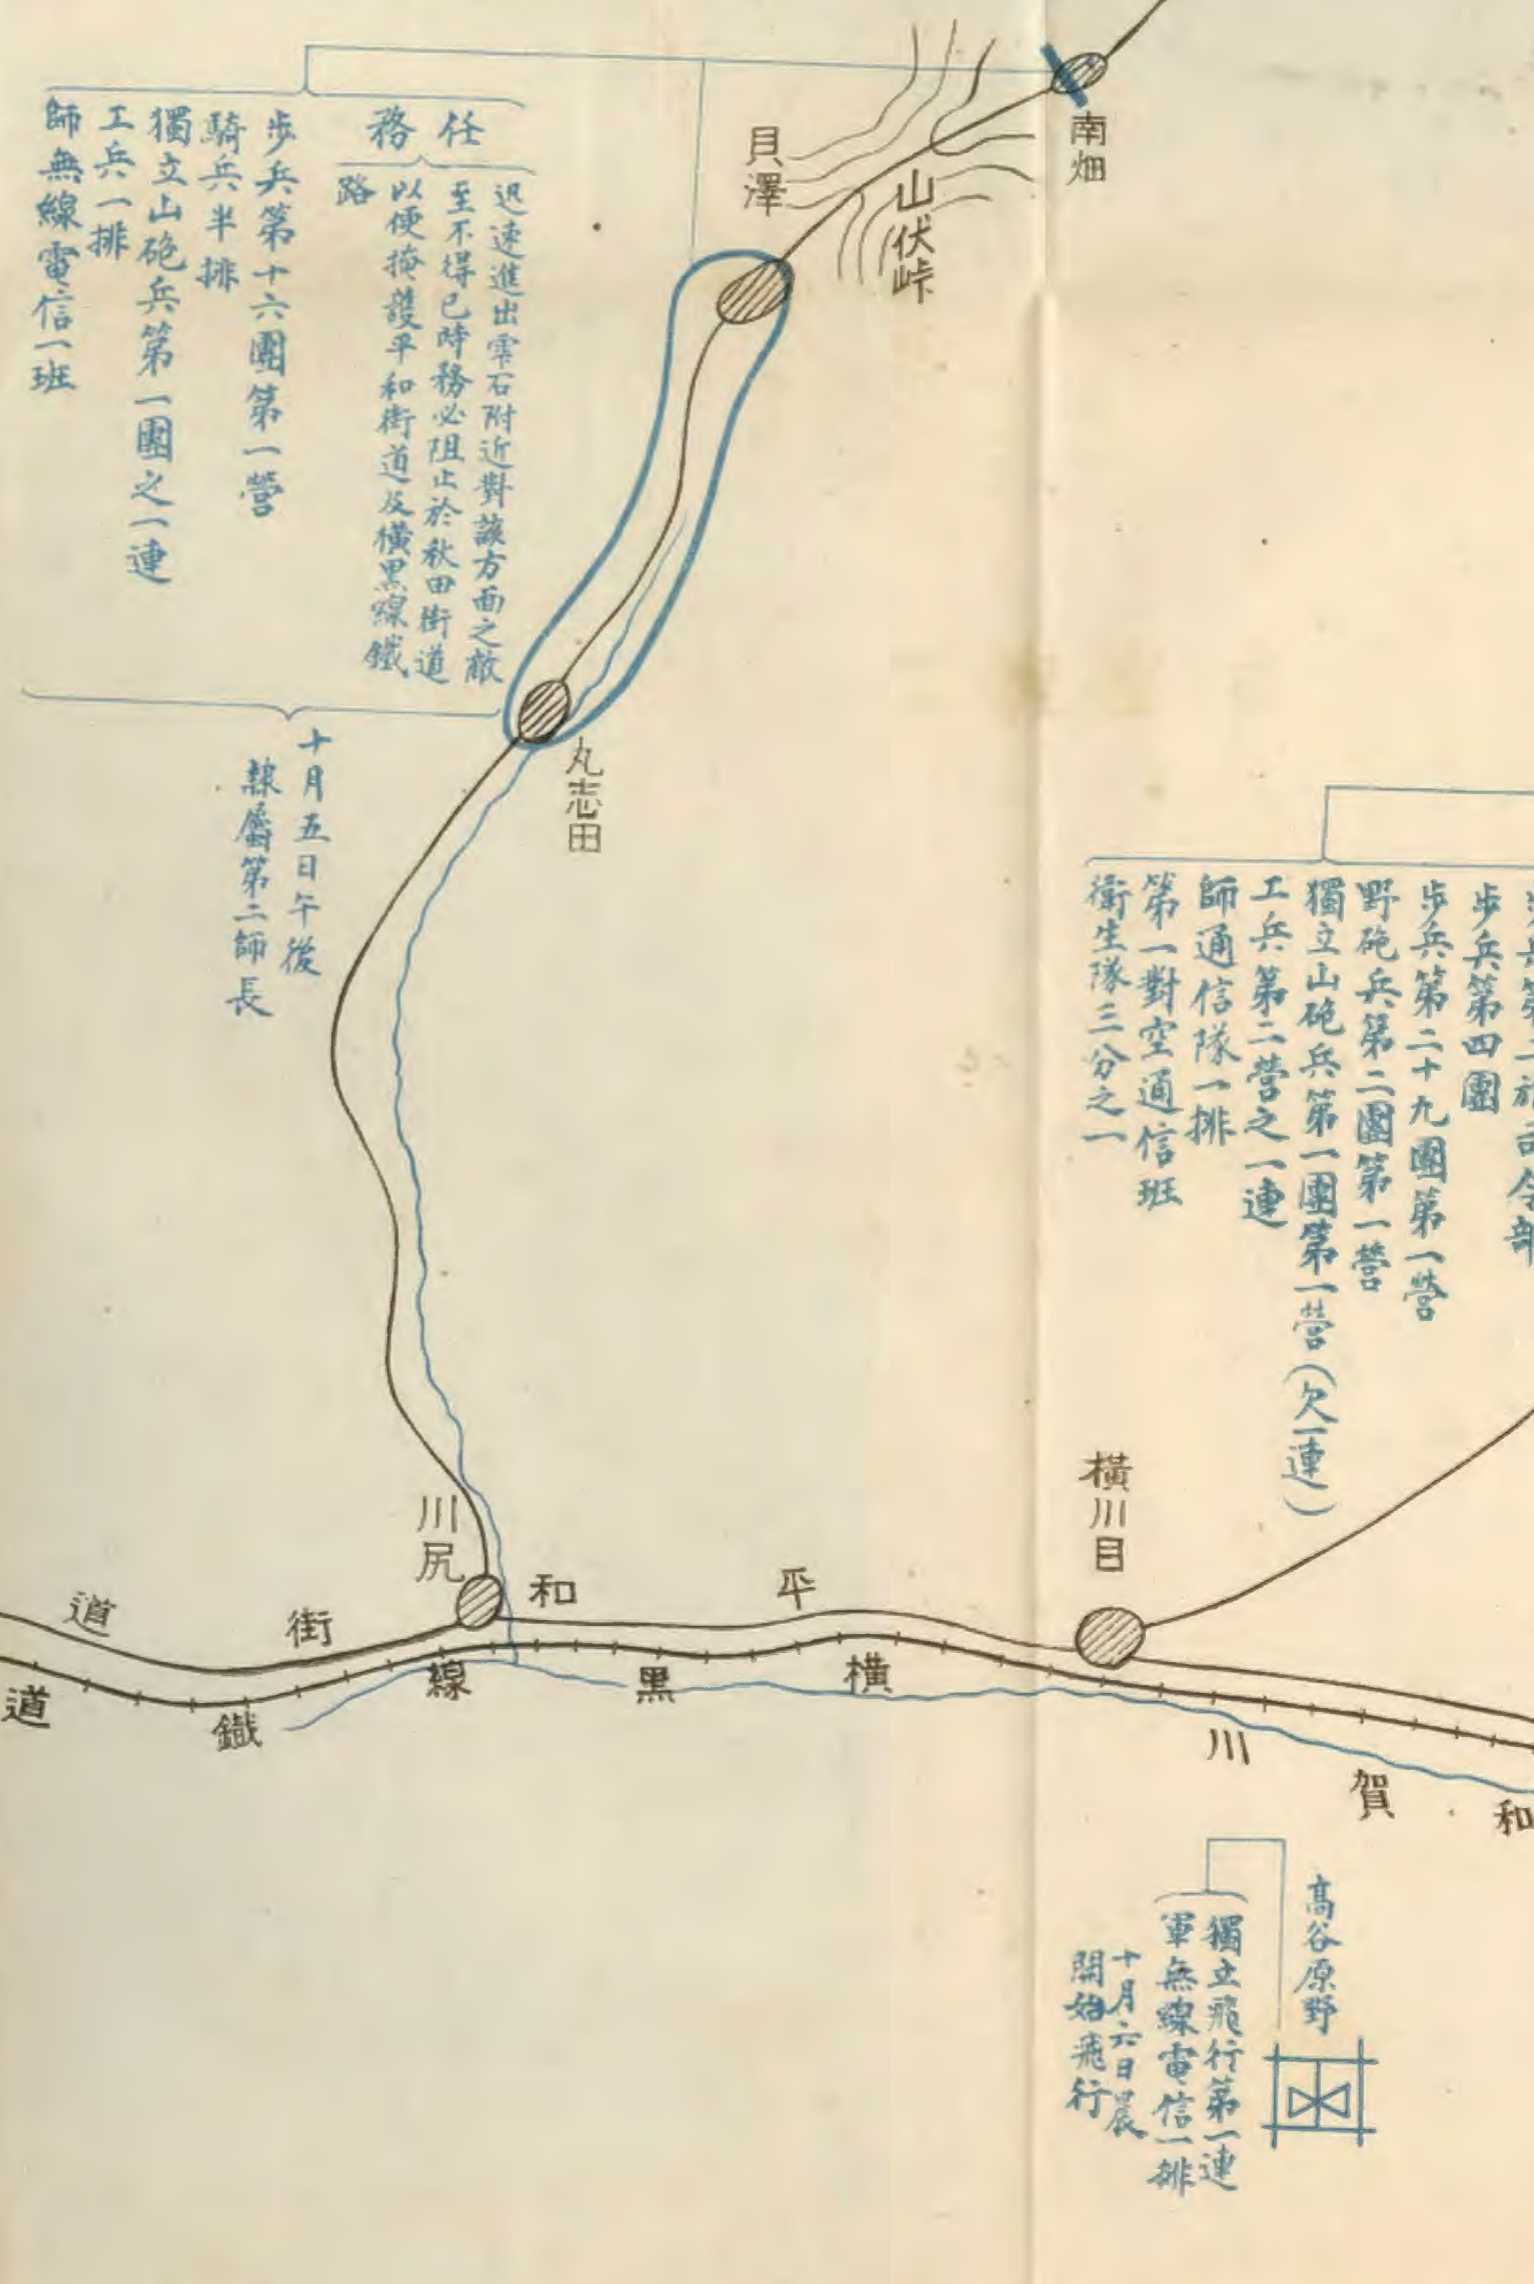 南畑
山伏峠
貝澤
任務
迅速進出雫石附近對該方面之敵
至不得已時務必阻止於秋田街道
以便掩護平和街道及橫黑線鐵
路
步兵第十六團第一營
騎兵半排
獨立山砲兵第一團之一連
工兵一排
師無線電信一班
十月五日午後
隸屬第二師長
丸志田
步兵第四團
步兵第二十九團第一營
野砲兵第二團第一營
獨立山砲兵第一團第一營(欠一連)
工兵第二營之一連
師通信隊一排
第一對空通信班
衛生隊三分之一
橫川目
川尻
平和街道
橫黑線鐵道
和賀川
高谷原野
獨立飛行第一連
軍無線電信一排
十月六日晨
開始飛行